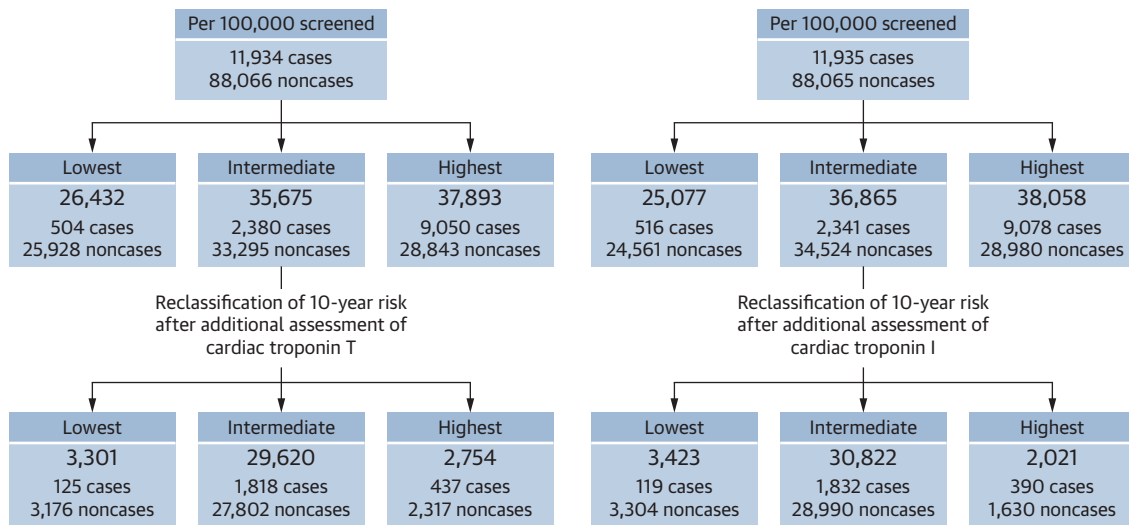 Per 100,000 screened
11,934 cases
88,066 noncases
Lowest
26,432
504 cases
25,928 noncases
Intermediate
35,675
2,380 cases
33,295 noncases
Highest
37,893
9,050 cases
28,843 noncases
Reclassification of 10-year risk
after additional assessment of
cardiac troponin T
Lowest
3,301
125 cases
3,176 noncases
Intermediate
29,620
1,818 cases
27,802 noncases
Highest
2,754
437 cases
2,317 noncases
Per 100,000 screened
11,935 cases
88,065 noncases
Lowest
25,077
516 cases
24,561 noncases
Intermediate
36,865
2,341 cases
34,524 noncases
Highest
38,058
9,078 cases
28,980 noncases
Reclassification of 10-year risk
after additional assessment of
cardiac troponin I
Lowest
3,423
119 cases
3,304 noncases
Intermediate
30,822
1,832 cases
28,990 noncases
Highest
2,021
390 cases
1,630 noncases